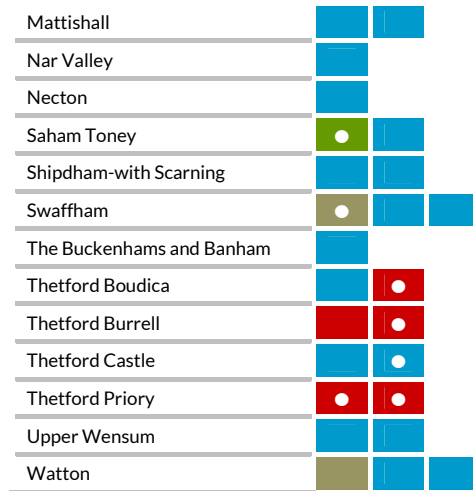 Mattishall
Nar Valley
Necton
Saham Toney
Shipdham-with Scarning
Swaffham
The Buckenhams and Banham
Thetford Boudica
Thetford Burrell
Thetford Castle
Thetford Priory
Upper Wensum
Watton